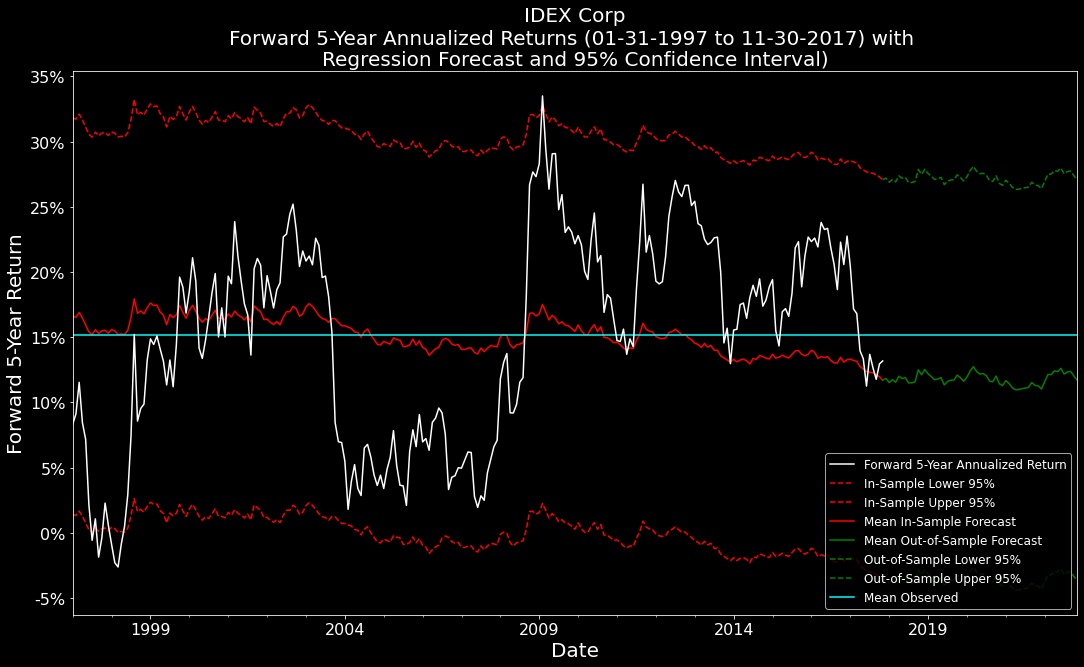 IDEX Corp
Forward 5-Year Annualized Returns (01-31-1997 to 11-30-2017) with
Regression Forecast and 95% Confidence Interval)
35%
30%
25%
20%
15%
10%
5%
0%
-5%
Forward 5-Year Return
Forward 5-Year Annualized Return
In-Sample Lower 95%
In-Sample Upper 95%
Mean In-Sample Forecast
Mean Out-of-Sample Forecast
Out-of-Sample Lower 95%
Out-of-Sample Upper 95%
Mean Observed
1999
2004
2009
2014
2019
Date